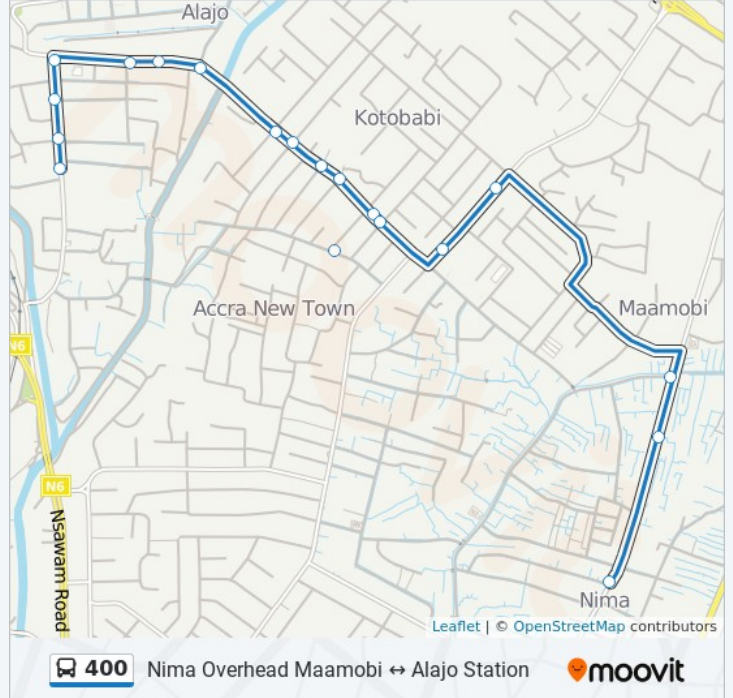 Alajo
Kotobabi
Accra New Town
Maamobi
N6
N6
Nsawam Road
Nima
Leaflet | © OpenStreetMap contributors
400 Nima Overhead Maamobi ↔ Alajo Station moovit